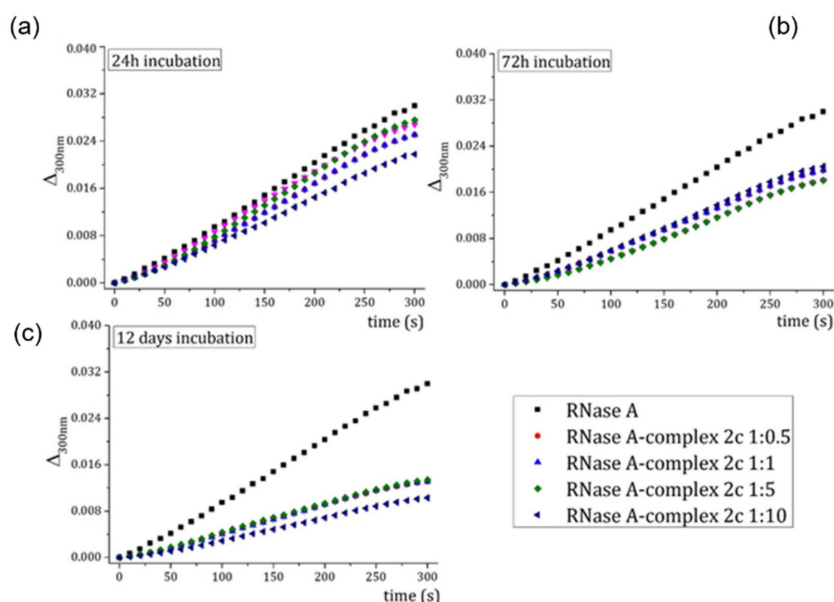 (a)
(b)
24h incubation
0.040
0.032
0.024
0.016
0.008
0.000
Δ300nm
0 50 100 150 200 250 300
time (s)
72h incubation
0.040
0.032
0.024
0.016
0.008
0.000
Δ300nm
0 50 100 150 200 250 300
time (s)
(c)
12 days incubation
0.040
0.032
0.024
0.016
0.008
0.000
Δ300nm
0 50 100 150 200 250 300
time (s)
RNase A
RNase A-complex 2c 1:0.5
RNase A-complex 2c 1:1
RNase A-complex 2c 1:5
RNase A-complex 2c 1:10